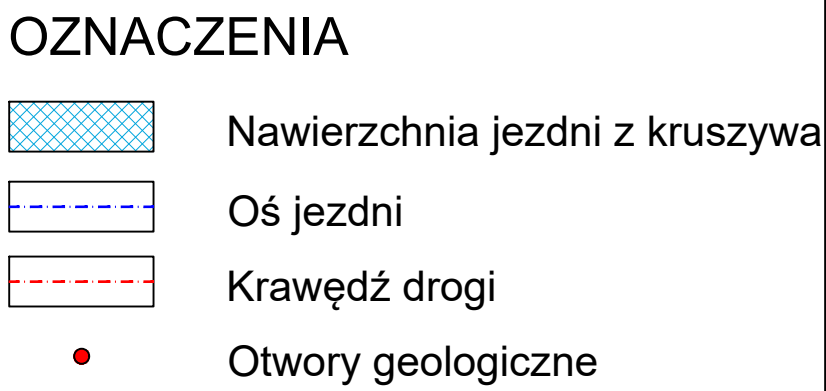 OZNACZENIA
Nawierzchnia jezdni z kruszywa
Oś jezdni
Krawędź drogi
Otwory geologiczne